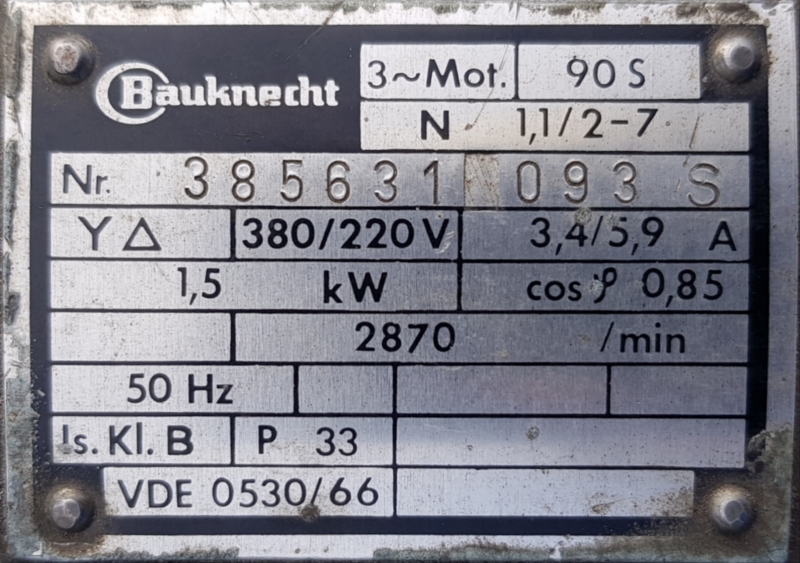 Bauknecht 3~Mot. 90 S
N 1,1/2-7
Nr. 385631 093 S
Y △ 380/220 V 3,4/5,9 A
1,5 kW cos φ 0,85
2870 /min
50 Hz
Is. Kl. B P 33
VDE 0530/66